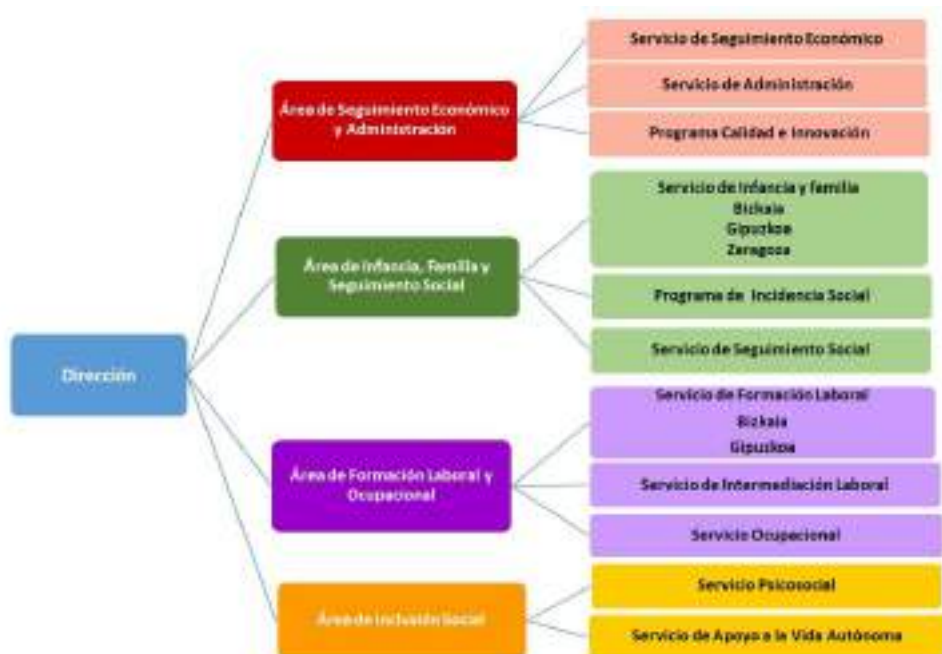 Dirección
Área de Seguimiento Económico
y Administración
Servicio de Seguimiento Económico
Servicio de Administración
Programa Calidad e Innovación
Área de Infancia, Familia y
Seguimiento Social
Servicio de Infancia y familia
Bizkaia
Gipuzkoa
Zaragoza
Programa de Incidencia Social
Servicio de Seguimiento Social
Área de Formación Laboral y
Ocupacional
Servicio de Formación Laboral
Bizkaia
Gipuzkoa
Servicio de Intermediación Laboral
Servicio Ocupacional
Área de Inclusión Social
Servicio Psicosocial
Servicio de Apoyo a la Vida Autónoma